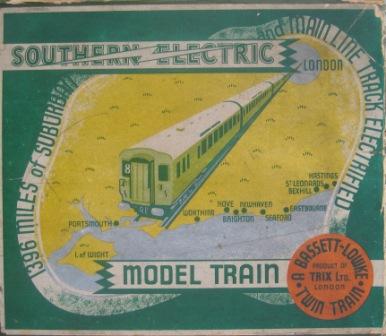 SOUTHERN ELECTRIC
1396 MILES OF SUBURBAN
and MAIN LINE TRACK ELECTRIFIED
LONDON
8
HASTINGS
ST LEONARDS
BEXHILL
EASTBOURNE
SEAFORD
NEWHAVEN
HOVE
BRIGHTON
WORTHING
PORTSMOUTH
I. of WIGHT
MODEL TRAIN
A BASSETT-LOWKE
PRODUCT OF
TRIX LTD.
LONDON
TWIN TRAIN